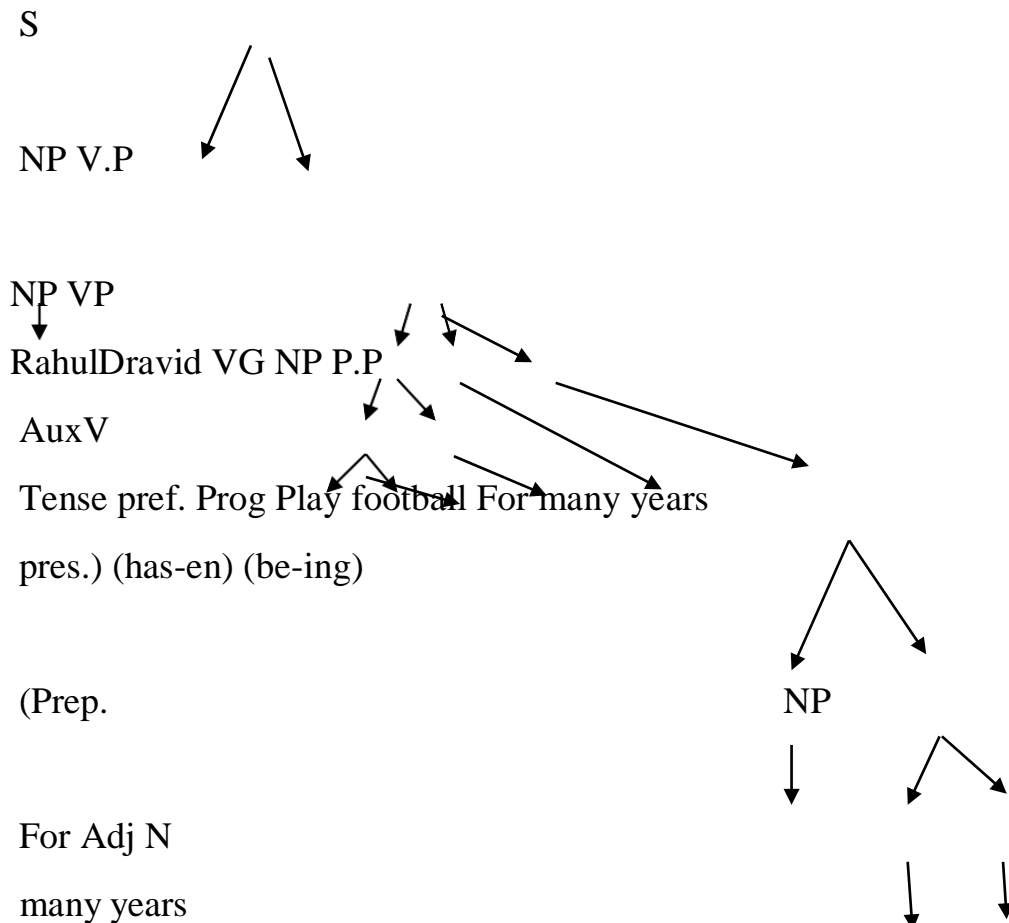 S
NP V.P
NP VP
RahulDravid VG NP P.P
AuxV
Tense pref. Prog Play football For many years
pres.) (has-en) (be-ing)
(Prep. NP
For Adj N
many years